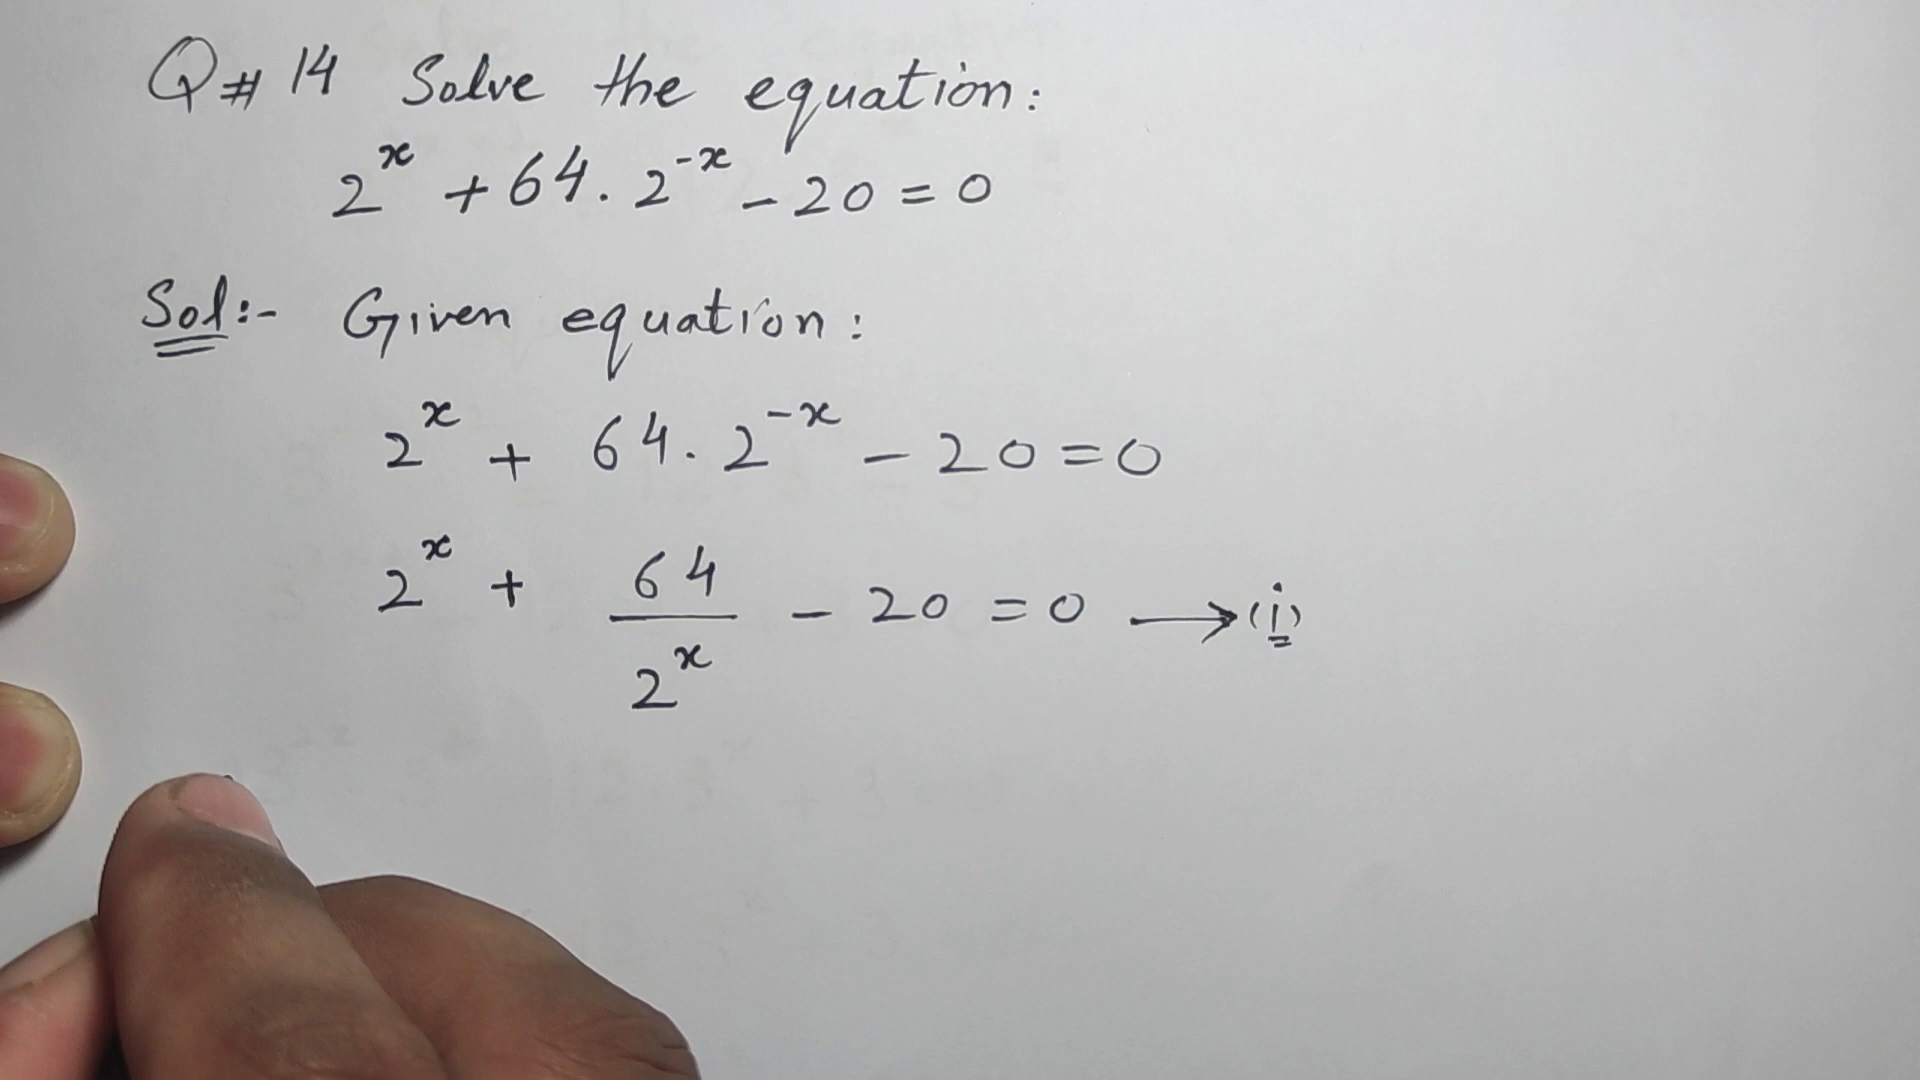 Q# 14 Solve the equation:
2^x + 64. 2^-x - 20 = 0
Sol:- Given equation:
2^x + 64. 2^-x - 20 = 0
2^x + 64/2^x - 20 = 0 → (i)